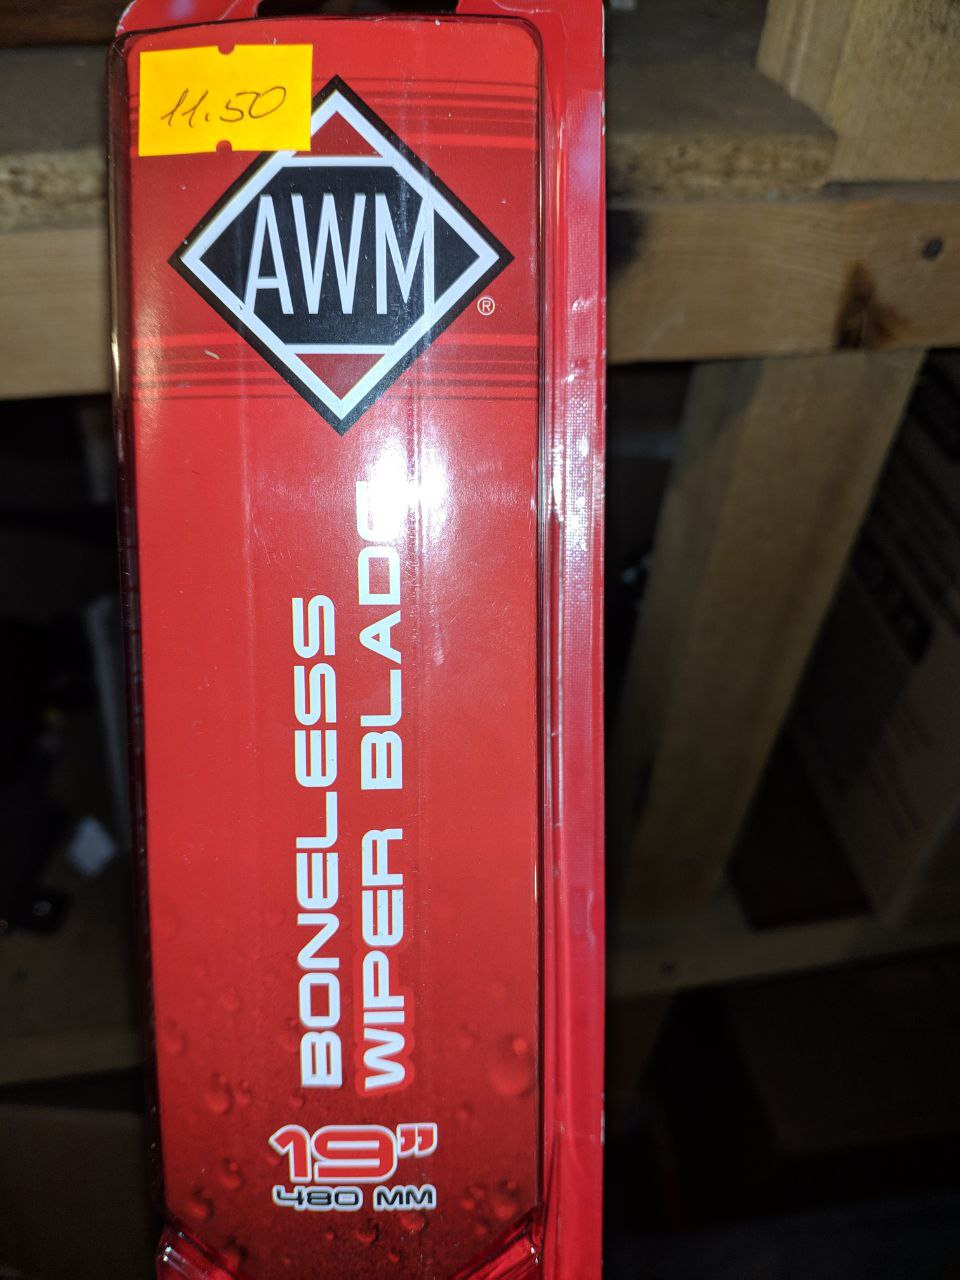 11.50
AWM
®
BONELESS
WIPER BLADE
19”
480 MM